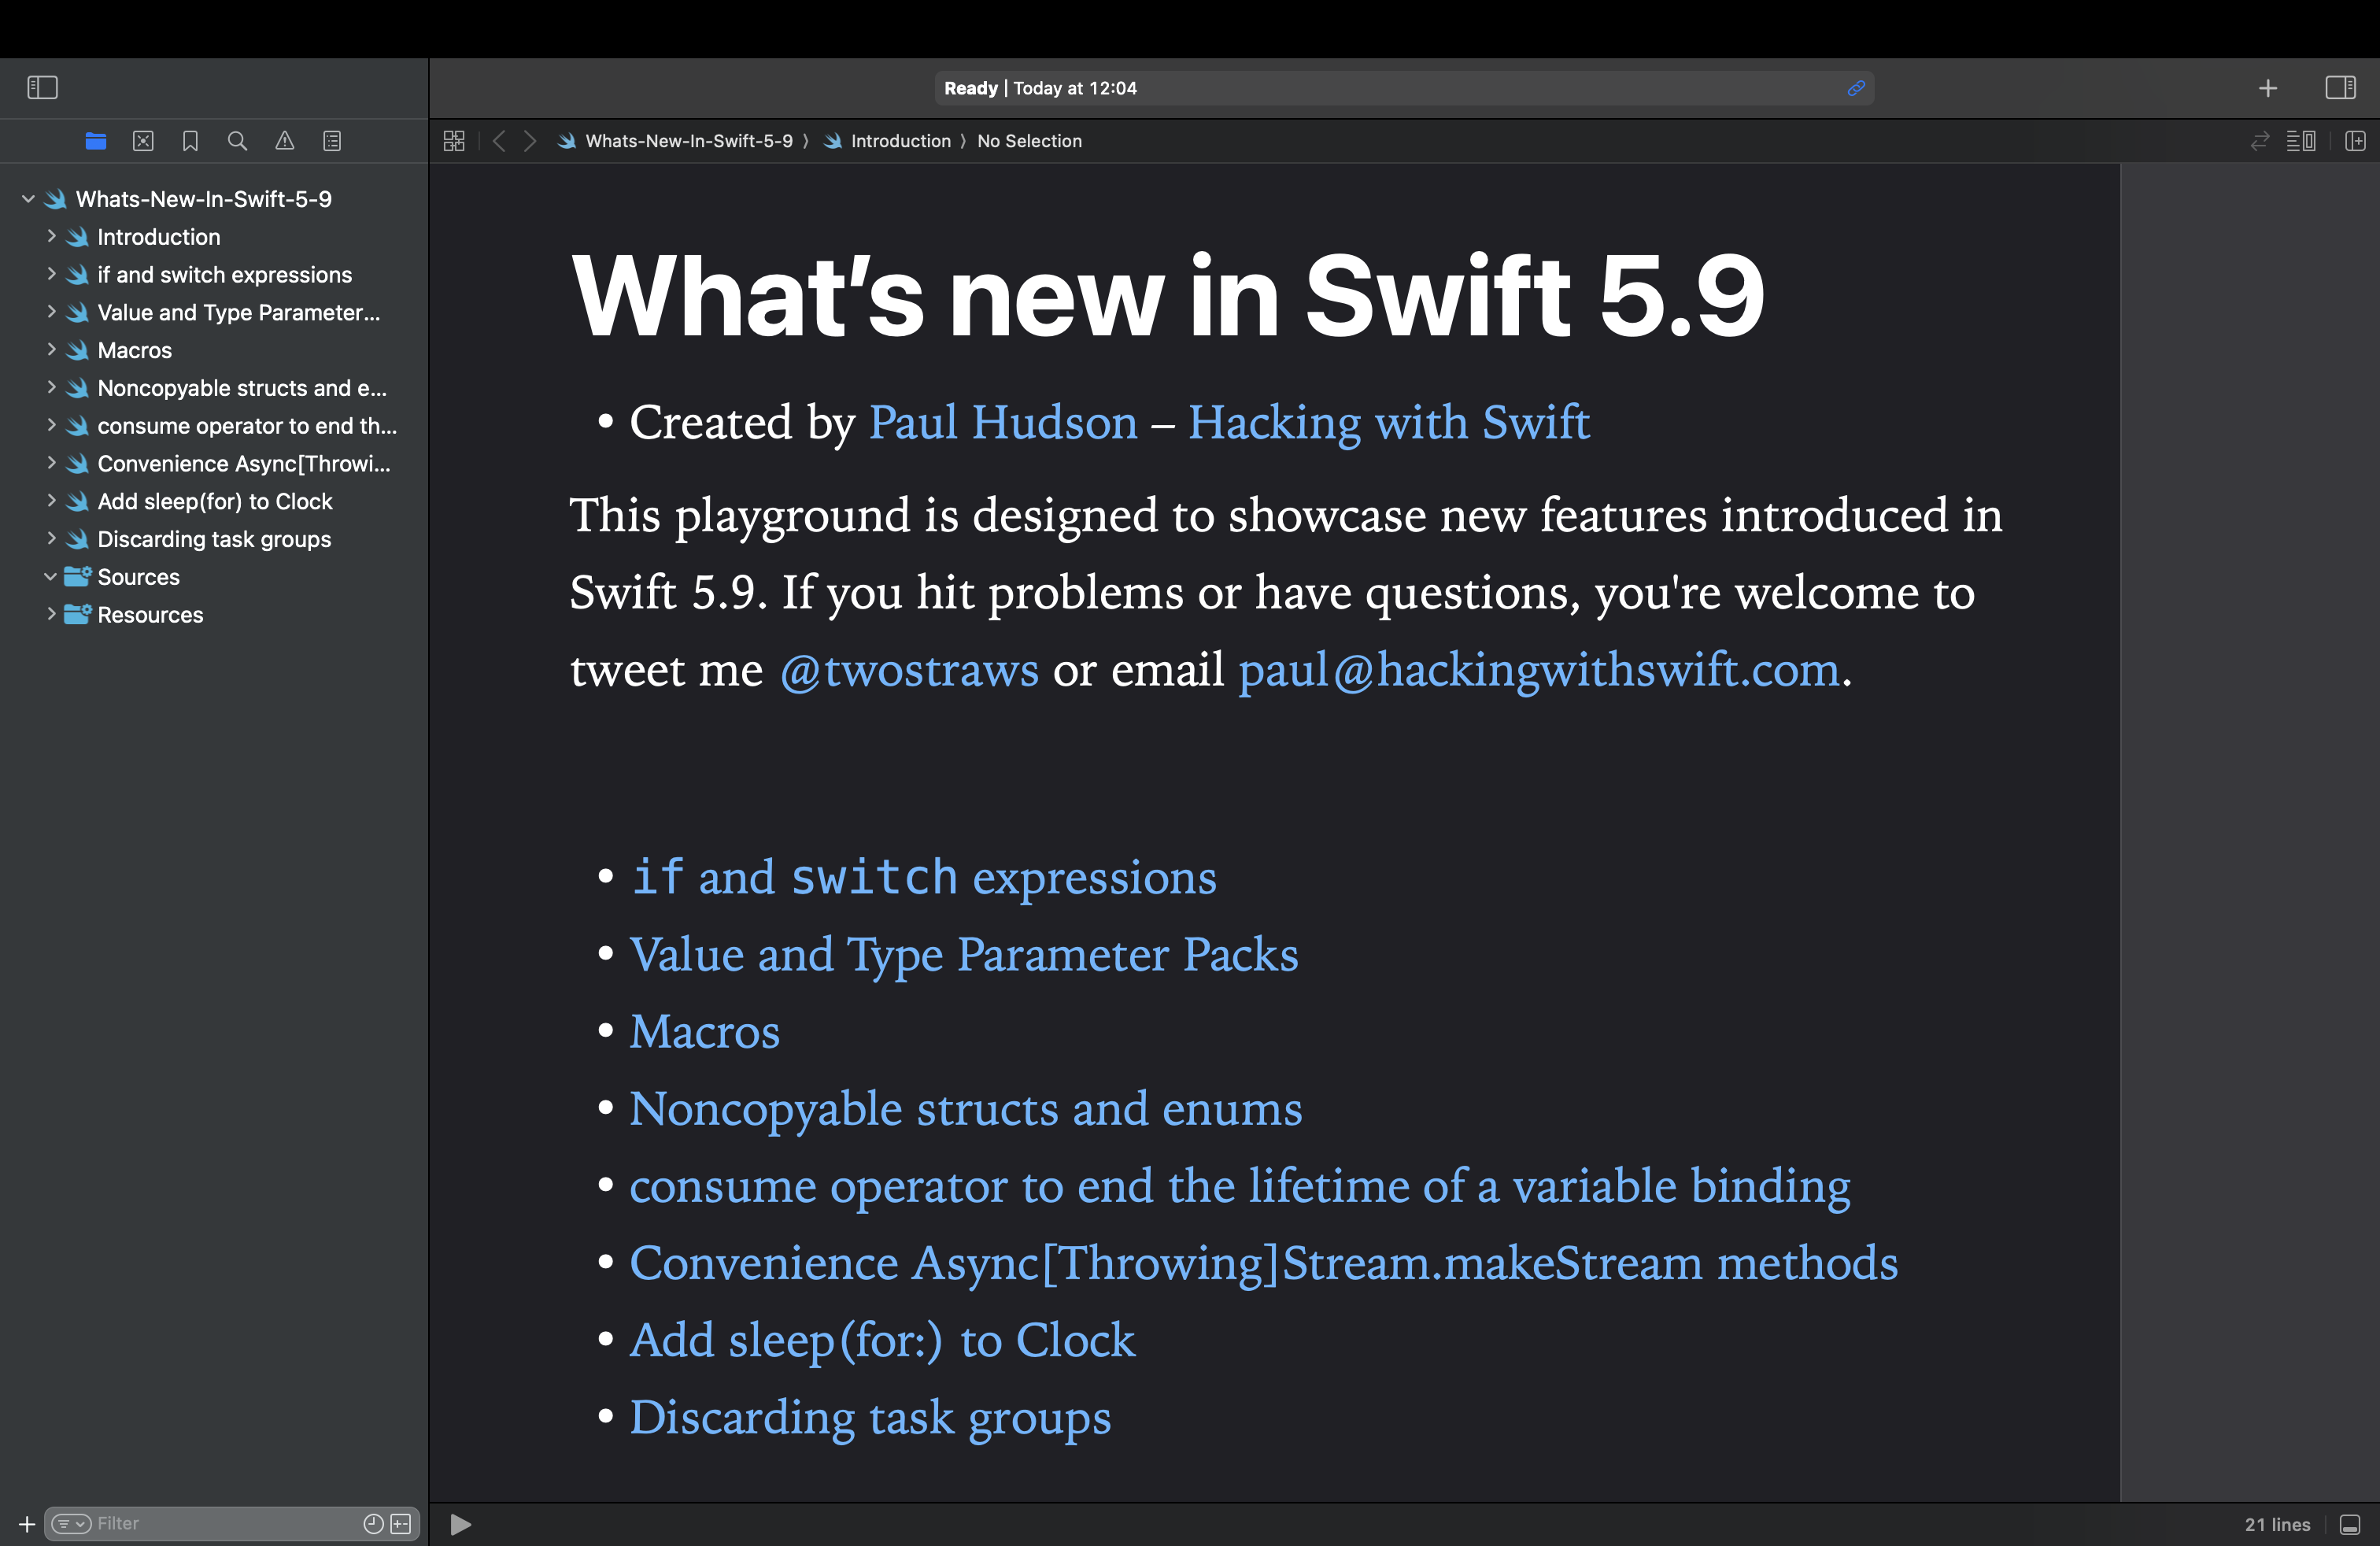 Ready | Today at 12:04
Whats-New-In-Swift-5-9 〉 Introduction 〉 No Selection
Whats-New-In-Swift-5-9
Introduction
if and switch expressions
Value and Type Parameter...
Macros
Noncopyable structs and e...
consume operator to end th...
Convenience Async[Throwi...
Add sleep(for) to Clock
Discarding task groups
Sources
Resources
What’s new in Swift 5.9
• Created by Paul Hudson – Hacking with Swift
This playground is designed to showcase new features introduced in
Swift 5.9. If you hit problems or have questions, you're welcome to
tweet me @twostraws or email paul@hackingwithswift.com.
• if and switch expressions
• Value and Type Parameter Packs
• Macros
• Noncopyable structs and enums
• consume operator to end the lifetime of a variable binding
• Convenience Async[Throwing]Stream.makeStream methods
• Add sleep(for:) to Clock
• Discarding task groups
Filter
21 lines